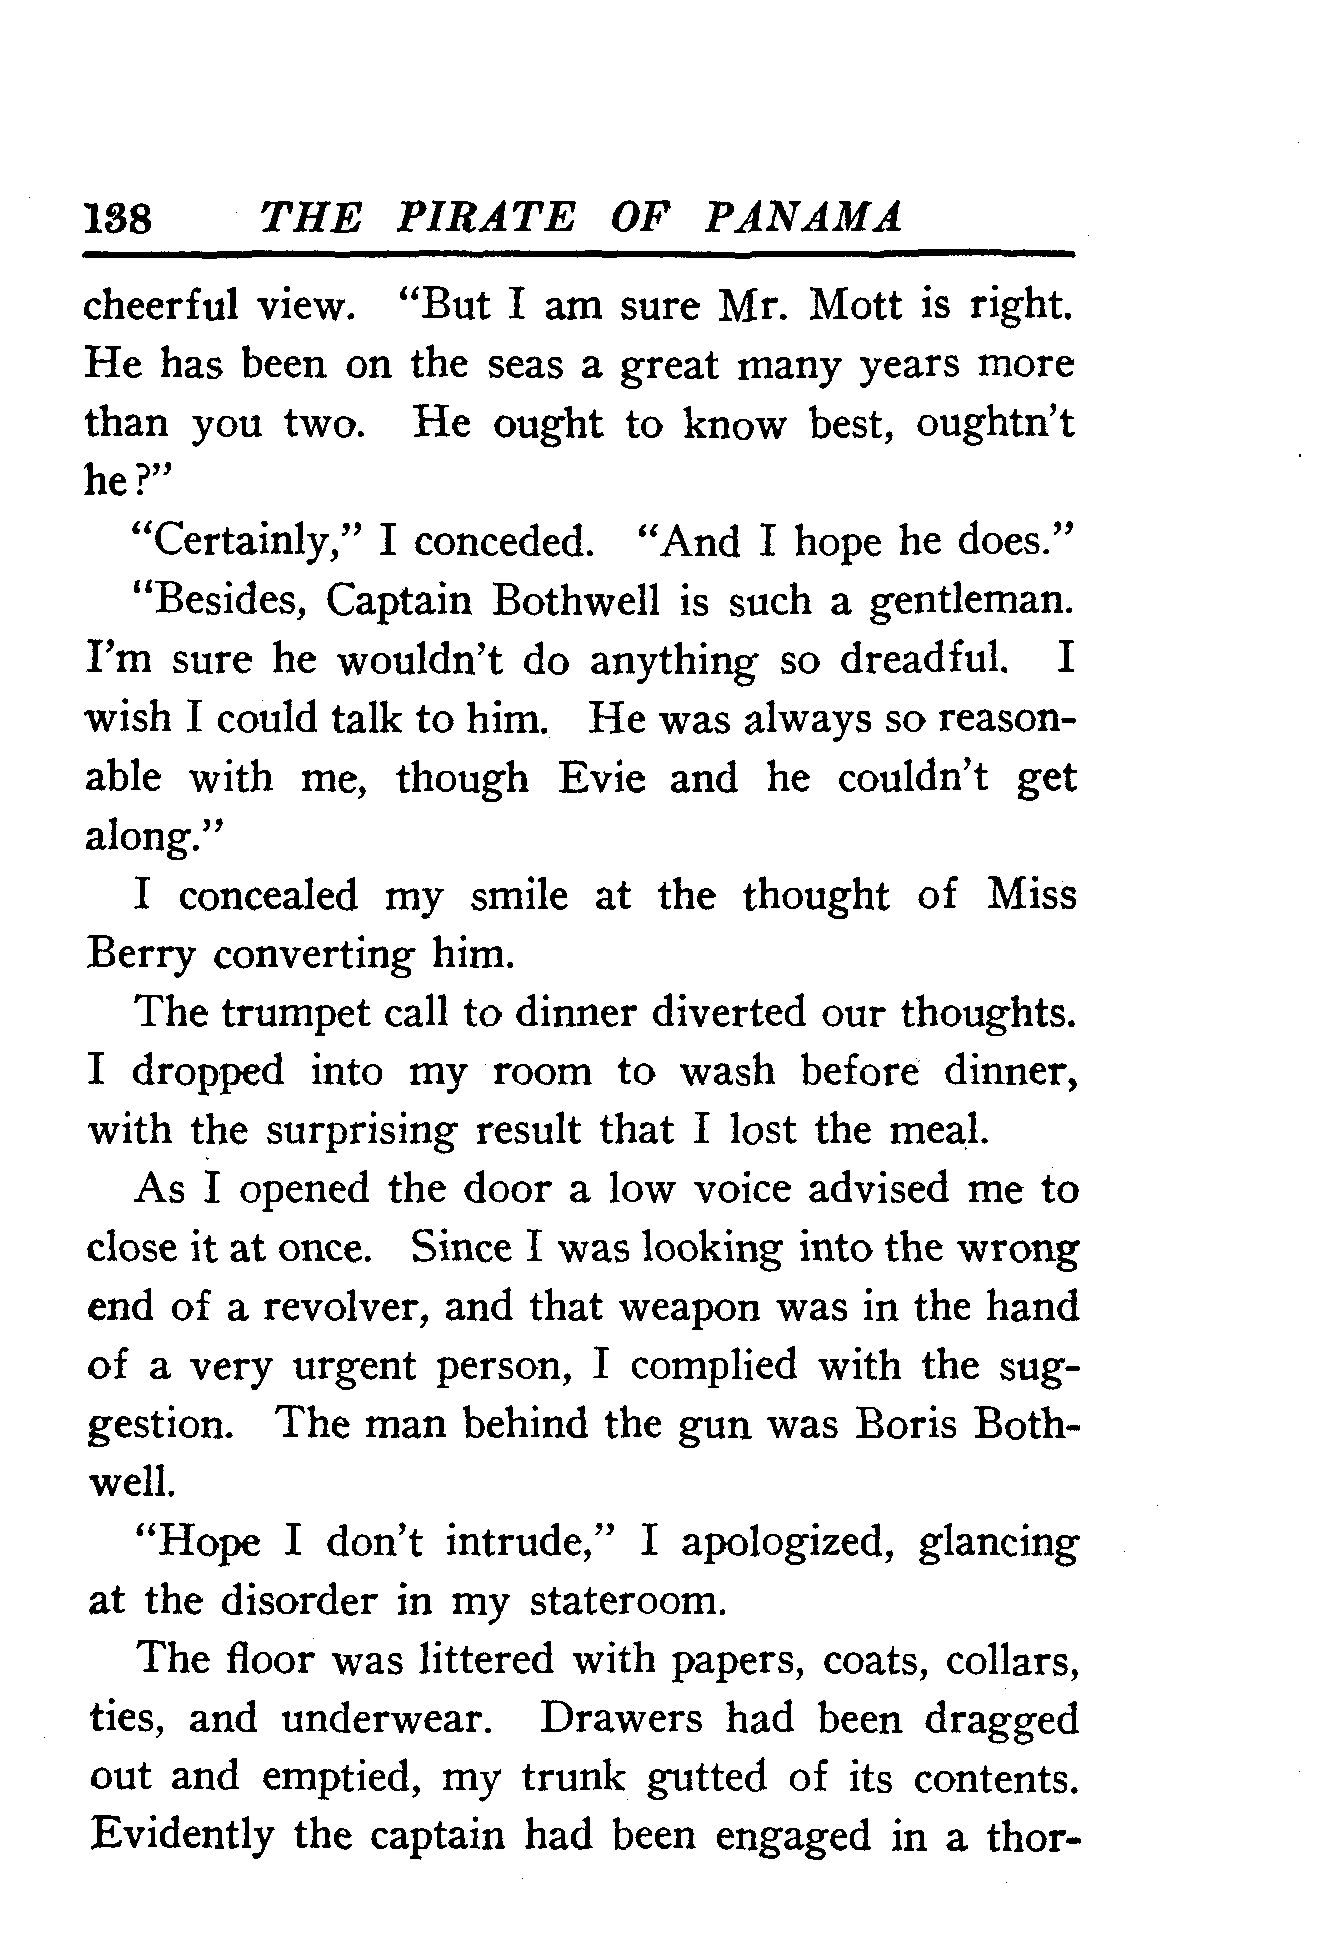 138 THE PIRATE OF PANAMA
cheerful view. “But I am sure Mr. Mott is right.
He has been on the seas a great many years more
than you two. He ought to know best, oughtn’t
he?”
“Certainly,” I conceded. “And I hope he does.”
“Besides, Captain Bothwell is such a gentleman.
I’m sure he wouldn’t do anything so dreadful. I
wish I could talk to him. He was always so reason-
able with me, though Evie and he couldn’t get
along.”
I concealed my smile at the thought of Miss
Berry converting him.
The trumpet call to dinner diverted our thoughts.
I dropped into my room to wash before dinner,
with the surprising result that I lost the meal.
As I opened the door a low voice advised me to
close it at once. Since I was looking into the wrong
end of a revolver, and that weapon was in the hand
of a very urgent person, I complied with the sug-
gestion. The man behind the gun was Boris Both-
well.
“Hope I don’t intrude,” I apologized, glancing
at the disorder in my stateroom.
The floor was littered with papers, coats, collars,
ties, and underwear. Drawers had been dragged
out and emptied, my trunk gutted of its contents.
Evidently the captain had been engaged in a thor-